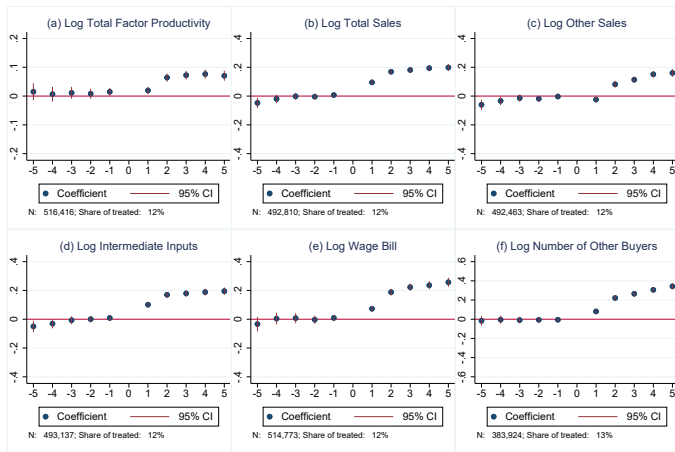 (a) Log Total Factor Productivity
.2
.1
0
-.1
-.2
-5 -4 -3 -2 -1 1 2 3 4 5
Coefficient 95% CI
N: 516,416; Share of treated: 12%
(b) Log Total Sales
.4
.2
0
-.2
-.4
-5 -4 -3 -2 -1 1 2 3 4 5
Coefficient 95% CI
N: 492,810; Share of treated: 12%
(c) Log Other Sales
.4
.2
0
-.2
-.4
-5 -4 -3 -2 -1 1 2 3 4 5
Coefficient 95% CI
N: 492,463; Share of treated: 12%
(d) Log Intermediate Inputs
.4
.2
0
-.2
-.4
-5 -4 -3 -2 -1 1 2 3 4 5
Coefficient 95% CI
N: 493,137; Share of treated: 12%
(e) Log Wage Bill
.4
.2
0
-.2
-.4
-5 -4 -3 -2 -1 1 2 3 4 5
Coefficient 95% CI
N: 514,773; Share of treated: 12%
(f) Log Number of Other Buyers
.6
.4
.2
0
-.2
-.4
-.6
-5 -4 -3 -2 -1 1 2 3 4 5
Coefficient 95% CI
N: 383,924; Share of treated: 13%